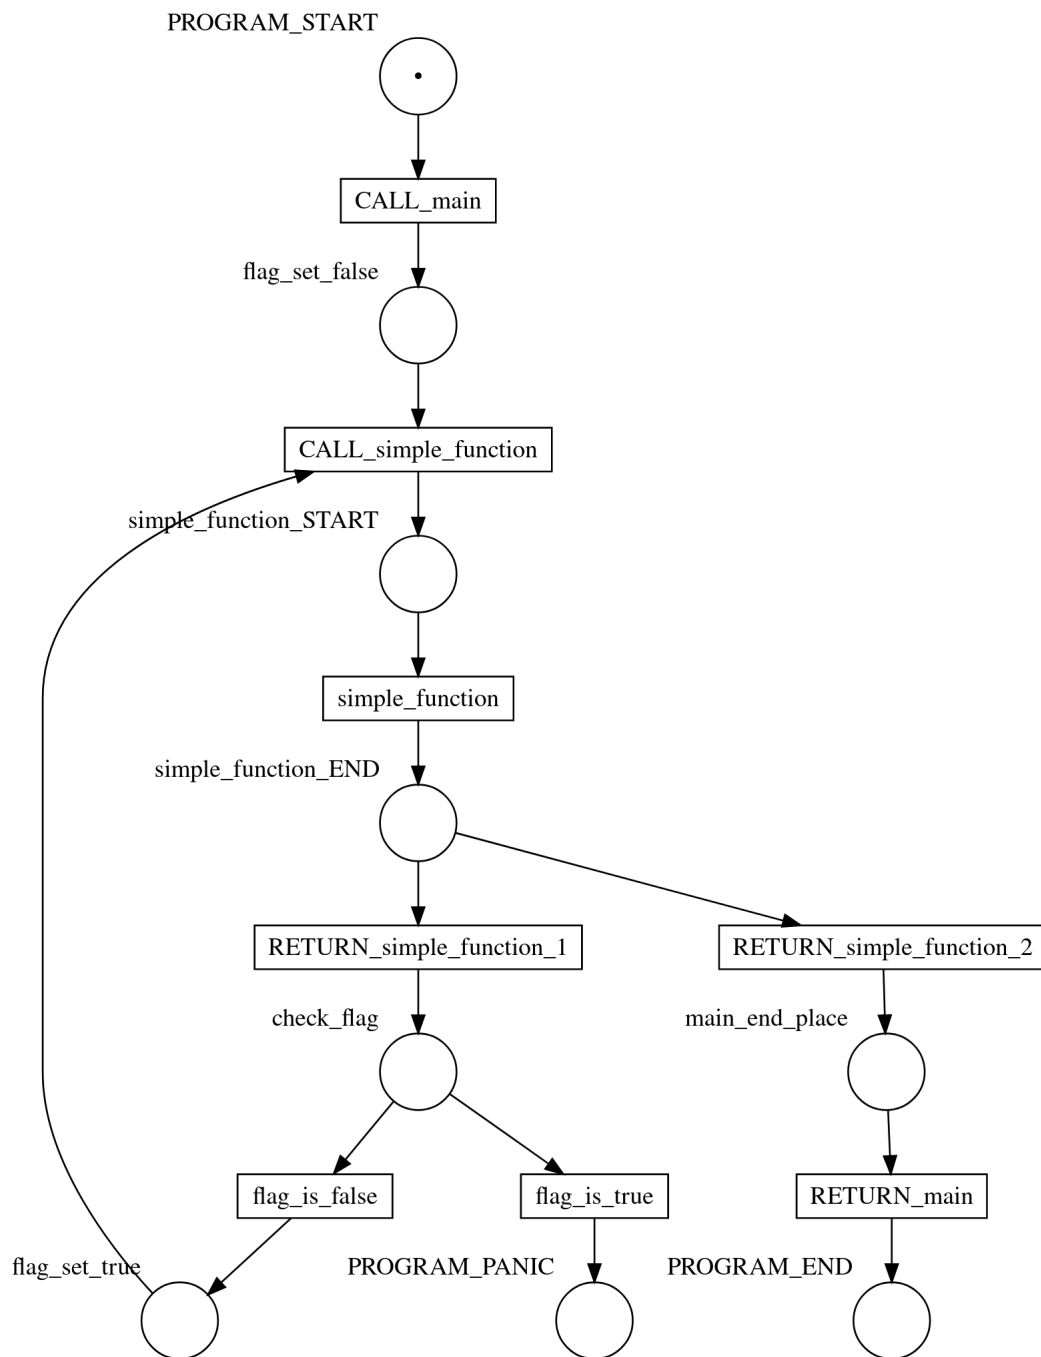 PROGRAM_START
CALL_main
flag_set_false
CALL_simple_function
simple_function_START
simple_function
simple_function_END
RETURN_simple_function_1
RETURN_simple_function_2
check_flag
main_end_place
flag_is_false
flag_is_true
RETURN_main
flag_set_true
PROGRAM_PANIC
PROGRAM_END